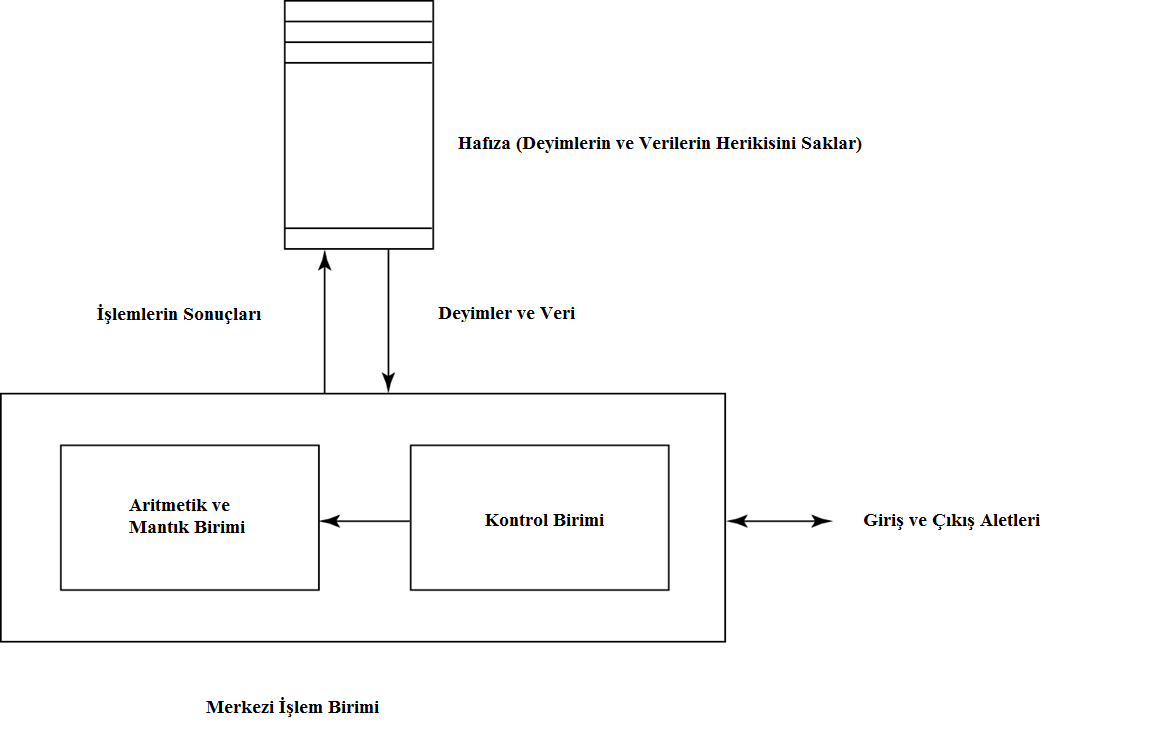 Hafıza (Deyimlerin ve Verilerin Herikisini Saklar)
İşlemlerin Sonuçları
Deyimler ve Veri
Aritmetik ve
Mantık Birimi
Kontrol Birimi
Giriş ve Çıkış Aletleri
Merkezi İşlem Birimi